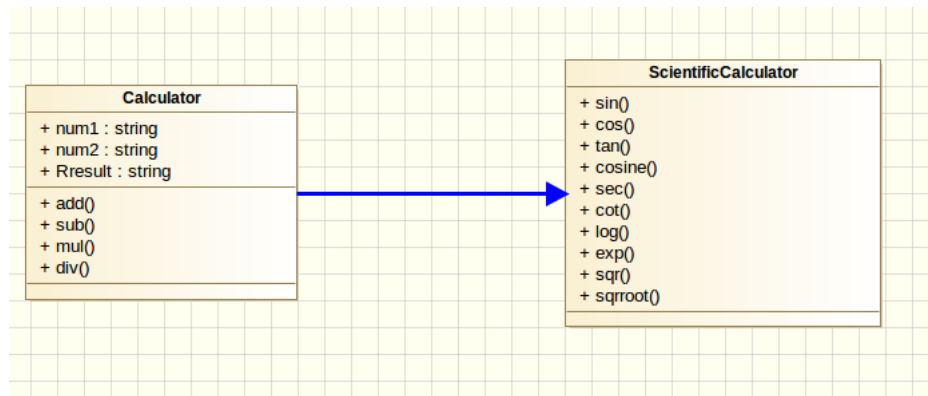 Calculator
+ num1 : string
+ num2 : string
+ Rresult : string
+ add()
+ sub()
+ mul()
+ div()
ScientificCalculator
+ sin()
+ cos()
+ tan()
+ cosine()
+ sec()
+ cot()
+ log()
+ exp()
+ sqr()
+ sqrroot()